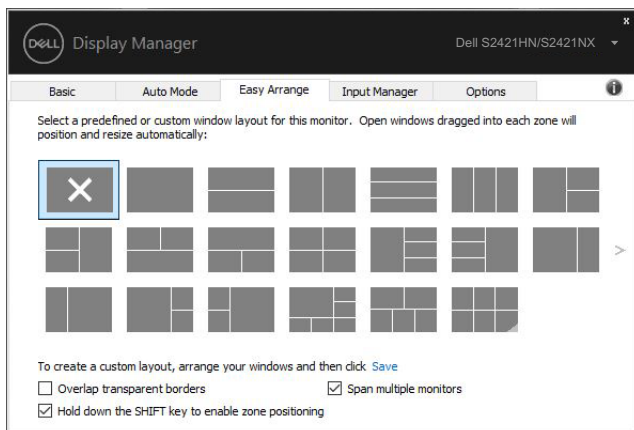 x
DELL Display Manager Dell S2421HN/S2421NX
Basic Auto Mode Easy Arrange Input Manager Options i
Select a predefined or custom window layout for this monitor. Open windows dragged into each zone will
position and resize automatically:
>
To create a custom layout, arrange your windows and then click Save
Overlap transparent borders Span multiple monitors
Hold down the SHIFT key to enable zone positioning